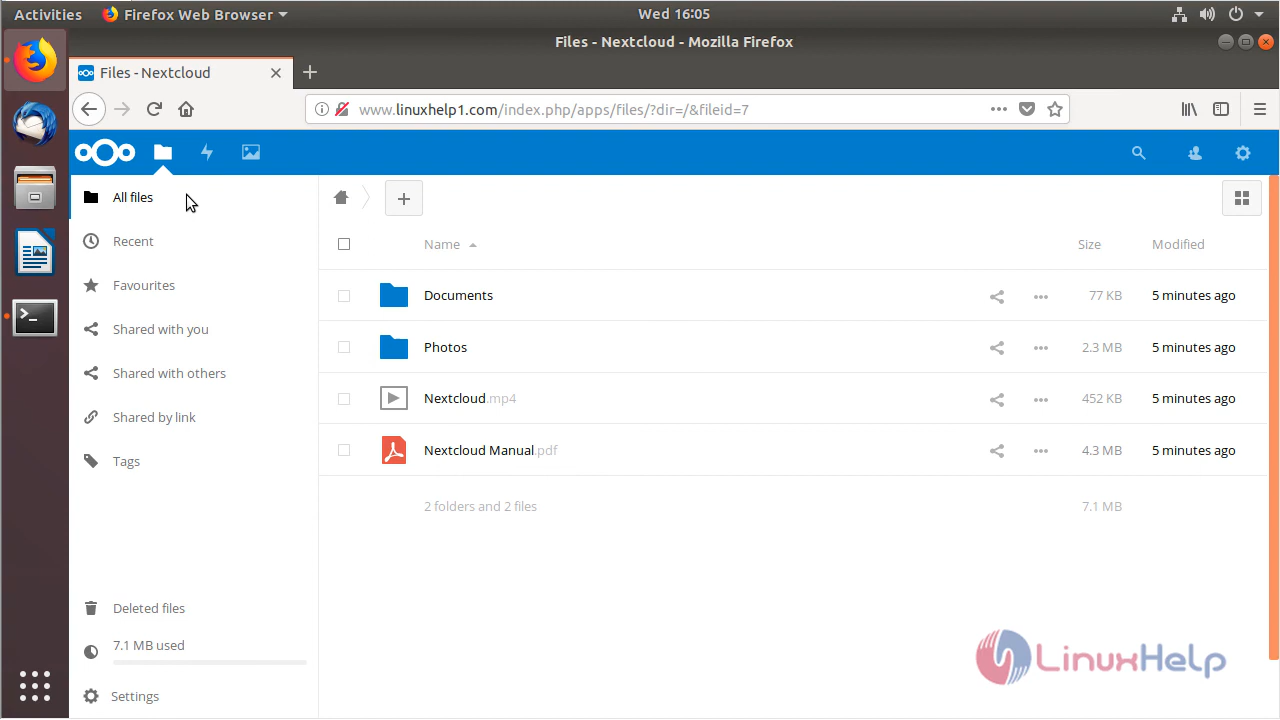 Activities Firefox Web Browser Wed 16:05
Files - Nextcloud - Mozilla Firefox
Files - Nextcloud
www.linuxhelp1.com/index.php/apps/files/?dir=/&fileid=7
All files
Recent
Favourites
Shared with you
Shared with others
Shared by link
Tags
Deleted files
7.1 MB used
Settings
Name Size Modified
Documents 77 KB 5 minutes ago
Photos 2.3 MB 5 minutes ago
Nextcloud.mp4 452 KB 5 minutes ago
Nextcloud Manual.pdf 4.3 MB 5 minutes ago
2 folders and 2 files 7.1 MB
LinuxHelp